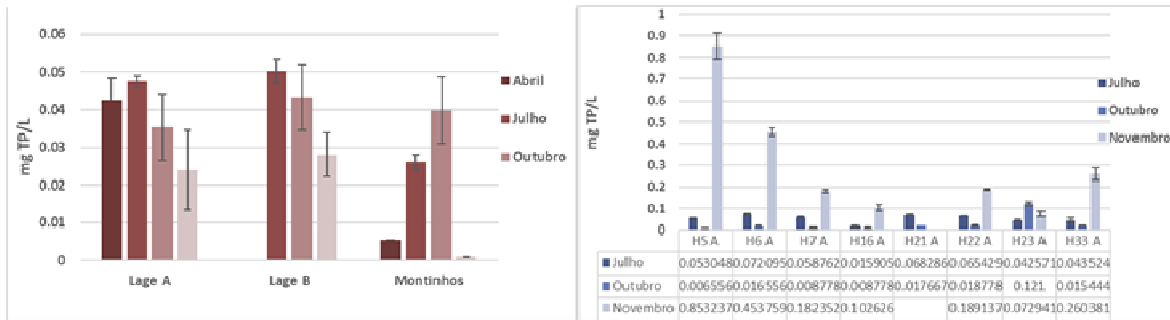 0.06
0.05
0.04
0.03
0.02
0.01
0
mg TP/L
Lage A Lage B Montinhos
Abril
Julho
Outubro
1
0.9
0.8
0.7
0.6
0.5
0.4
0.3
0.2
0.1
0
mg TP/L
Jullho
Outubro
Novembro
H5 A H6 A H7 A H16 A H21 A H22 A H23 A H33 A
Jullho 0.053048 0.072095 0.058762 0.015905 0.068286 0.065429 0.042571 0.043524
Outubro 0.006556 0.016556 0.008778 0.008778 0.017667 0.018778 0.121 0.015444
Novembro 0.853237 0.453759 0.182352 0.102626 0.189137 0.072941 0.260381